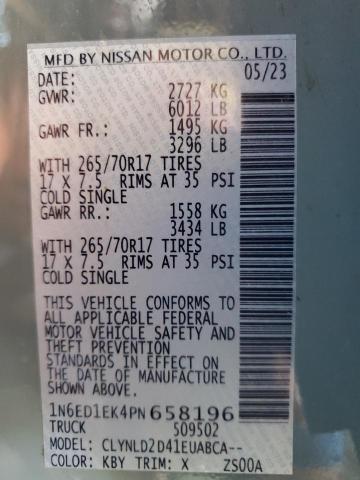 MFD BY NISSAN MOTOR CO., LTD.
DATE: 05/23
GVWR: 2727 KG
6012 LB
GAWR FR.: 1495 KG
3296 LB
WITH 265/70R17 TIRES
17 X 7.5 RIMS AT 35 PSI
COLD SINGLE
GAWR RR.: 1558 KG
3434 LB
WITH 265/70R17 TIRES
17 X 7.5 RIMS AT 35 PSI
COLD SINGLE
THIS VEHICLE CONFORMS TO
ALL APPLICABLE FEDERAL
MOTOR VEHICLE SAFETY AND
THEFT PREVENTION
STANDARDS IN EFFECT ON
THE DATE OF MANUFACTURE
SHOWN ABOVE.
1N6ED1EK4PN658196
TRUCK 509502
MODEL: CLYNLD2D41EUABCA--
COLOR: KBY TRIM: X ZS00A